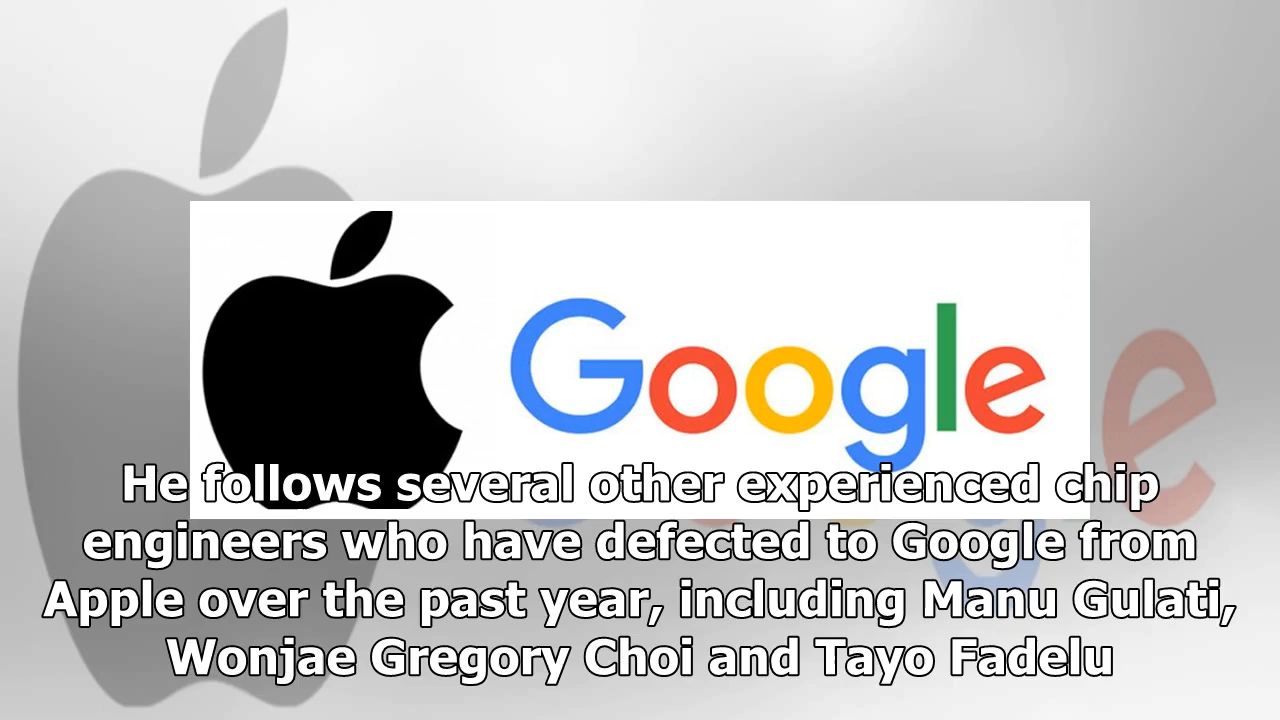 Google
He follows several other experienced chip
engineers who have defected to Google from
Apple over the past year, including Manu Gulati,
Wonjae Gregory Choi and Tayo Fadelu